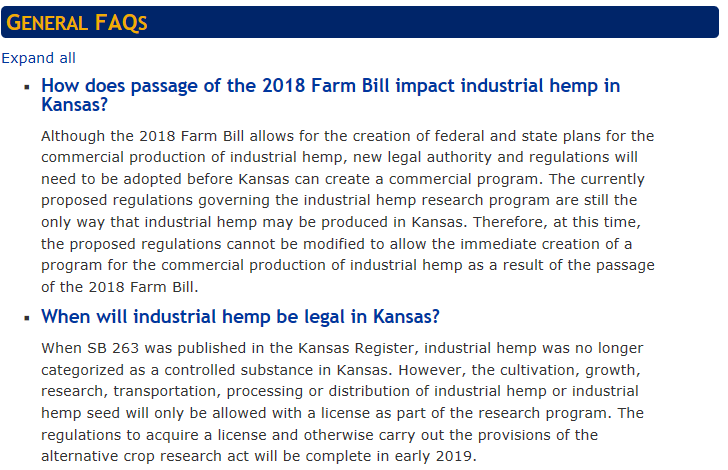 GENERAL FAQS
Expand all
How does passage of the 2018 Farm Bill impact industrial hemp in
Kansas?
Although the 2018 Farm Bill allows for the creation of federal and state plans for the
commercial production of industrial hemp, new legal authority and regulations will
need to be adopted before Kansas can create a commercial program. The currently
proposed regulations governing the industrial hemp research program are still the
only way that industrial hemp may be produced in Kansas. Therefore, at this time,
the proposed regulations cannot be modified to allow the immediate creation of a
program for the commercial production of industrial hemp as a result of the passage
of the 2018 Farm Bill.
When will industrial hemp be legal in Kansas?
When SB 263 was published in the Kansas Register, industrial hemp was no longer
categorized as a controlled substance in Kansas. However, the cultivation, growth,
research, transportation, processing or distribution of industrial hemp or industrial
hemp seed will only be allowed with a license as part of the research program. The
regulations to acquire a license and otherwise carry out the provisions of the
alternative crop research act will be complete in early 2019.